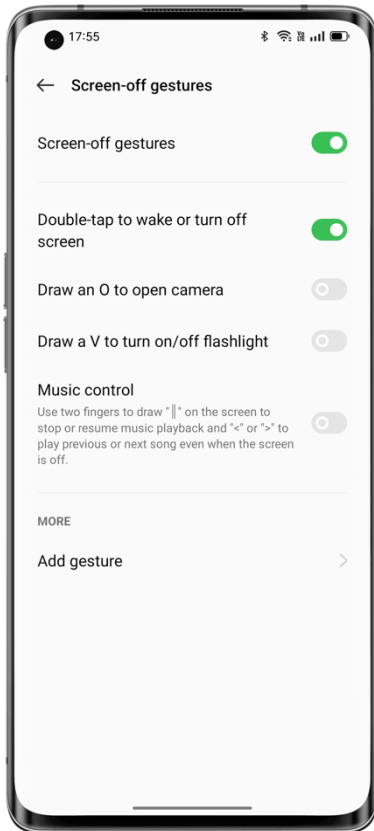 17:55
Screen-off gestures
Screen-off gestures
Double-tap to wake or turn off
screen
Draw an O to open camera
Draw a V to turn on/off flashlight
Music control
Use two fingers to draw "║" on the screen to
stop or resume music playback and "<" or ">" to
play previous or next song even when the screen
is off.
MORE
Add gesture